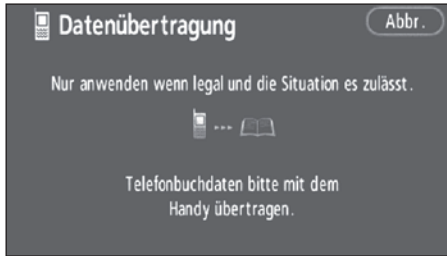 Datenübertragung
Abbr.
Nur anwenden wenn legal und die Situation es zulässt.
Telefonbuchdaten bitte mit dem
Handy übertragen.